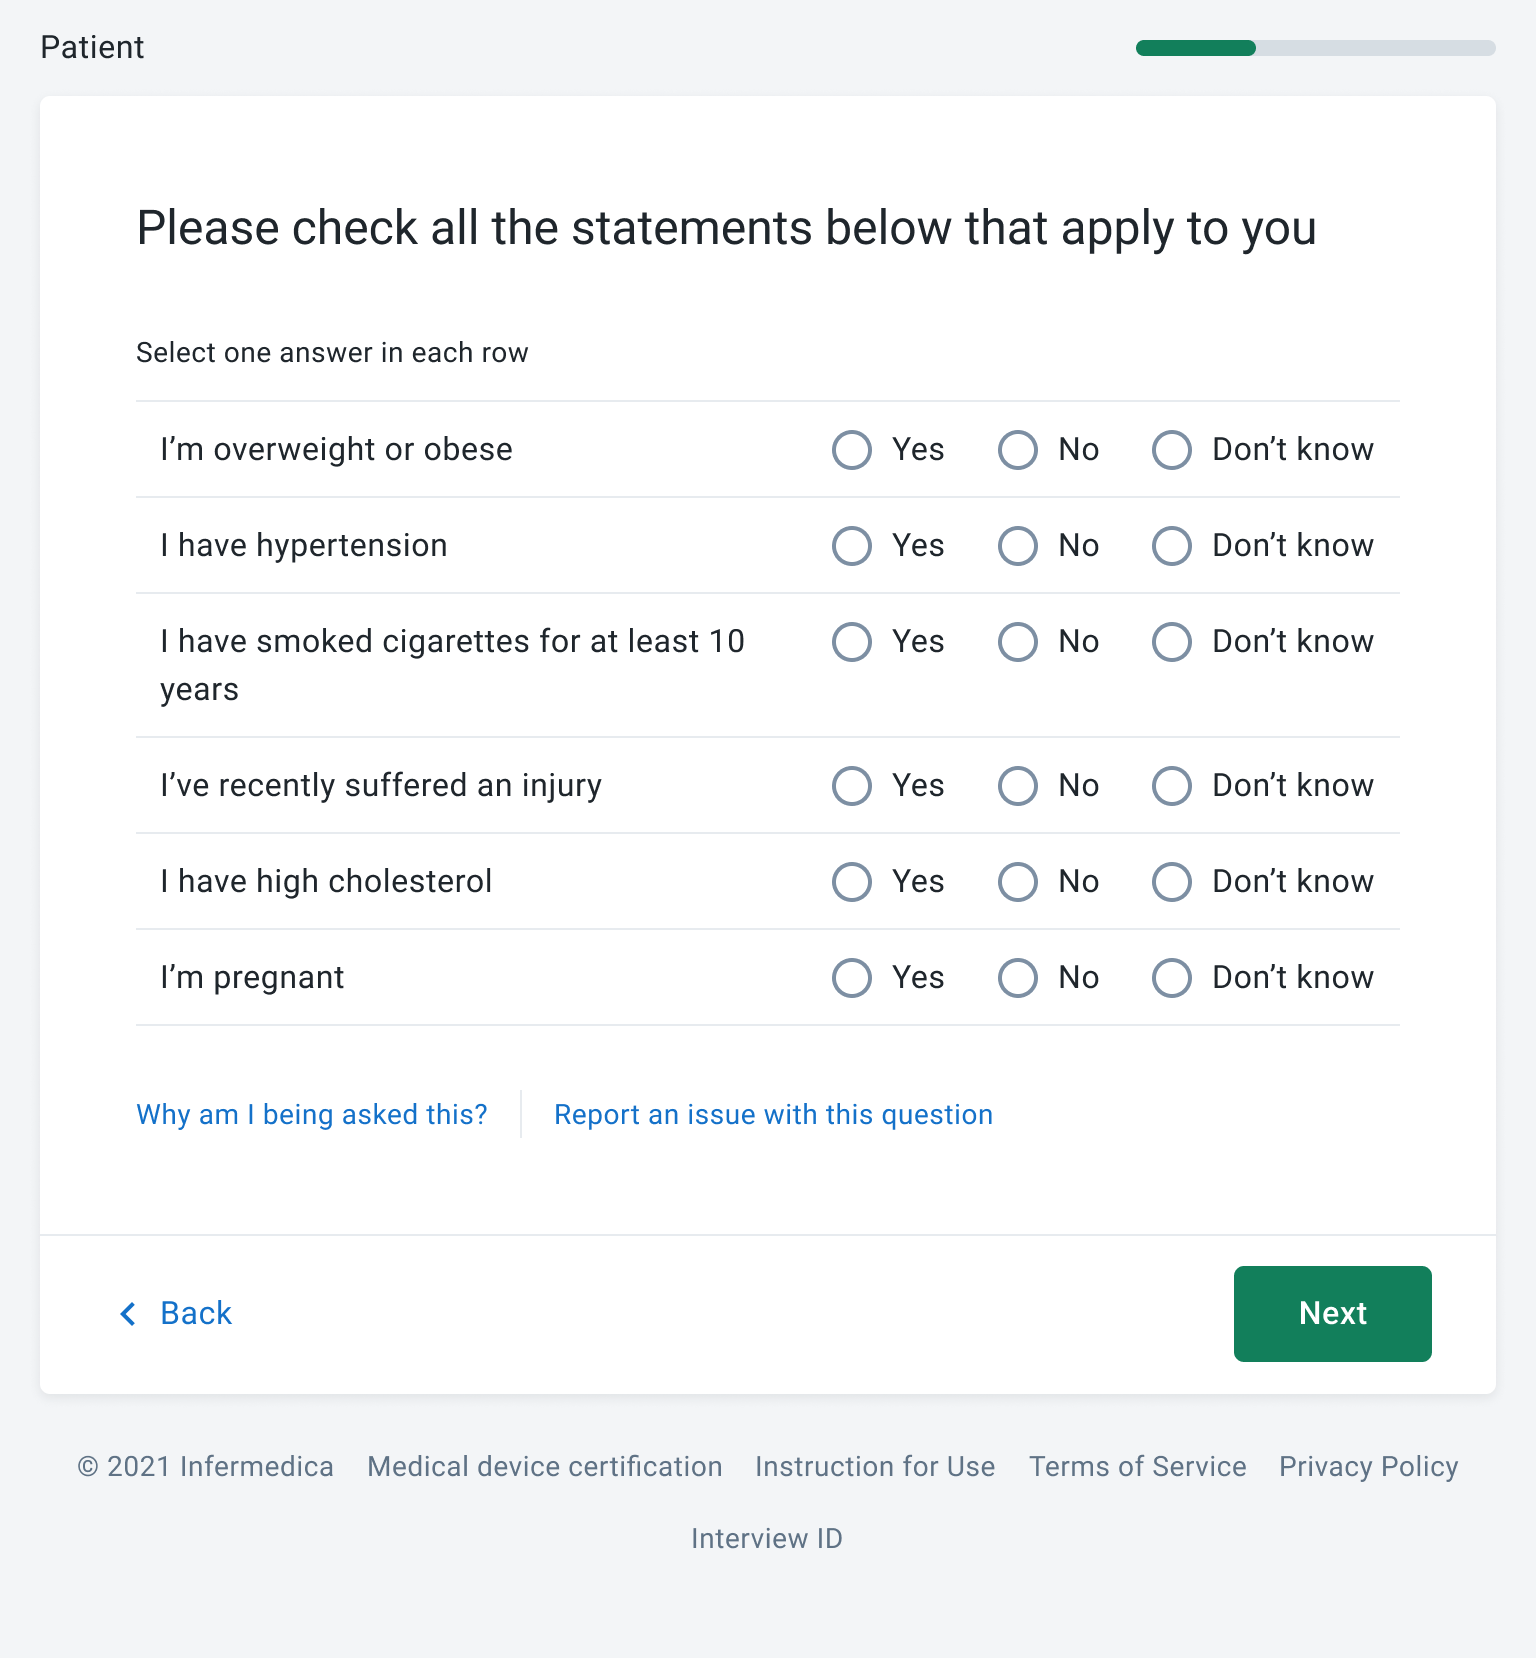 Patient
Please check all the statements below that apply to you
Select one answer in each row
I’m overweight or obese Yes No Don’t know
I have hypertension Yes No Don’t know
I have smoked cigarettes for at least 10 Yes No Don’t know
years
I’ve recently suffered an injury Yes No Don’t know
I have high cholesterol Yes No Don’t know
I’m pregnant Yes No Don’t know
Why am I being asked this? Report an issue with this question
Back Next
© 2021 Infermedica Medical device certification Instruction for Use Terms of Service Privacy Policy
Interview ID